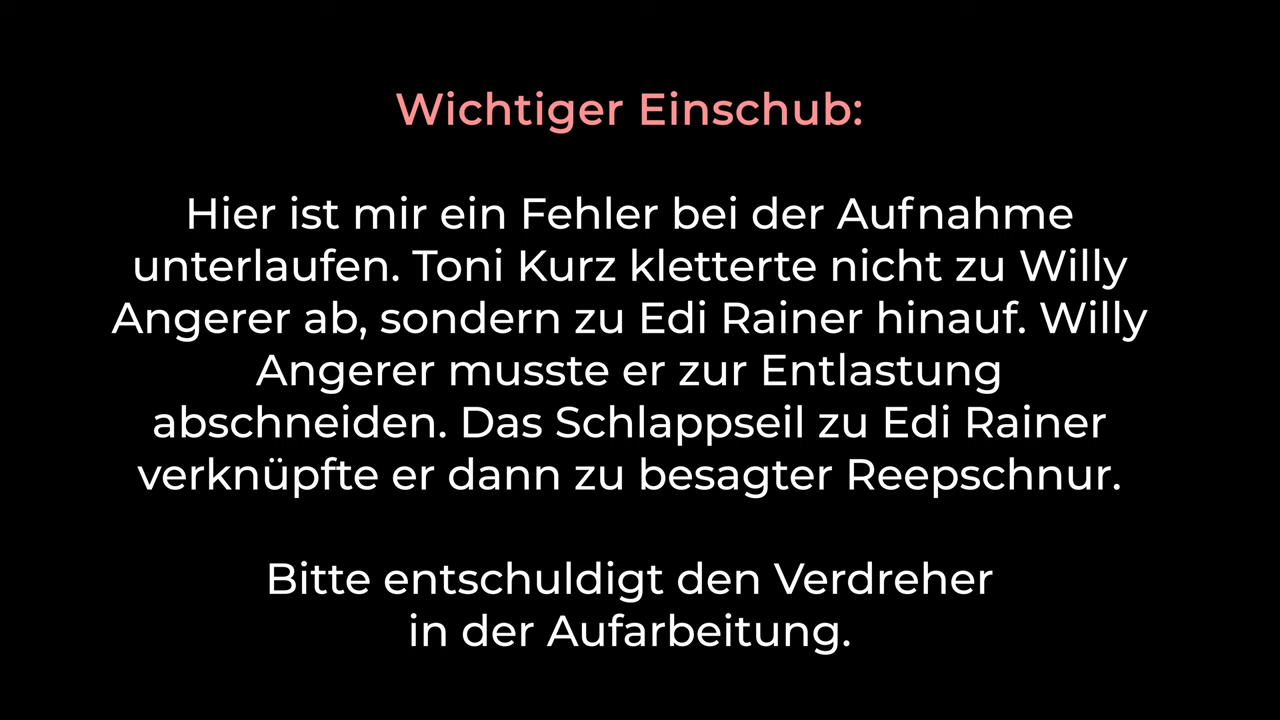 Wichtiger Einschub:
Hier ist mir ein Fehler bei der Aufnahme
unterlaufen. Toni Kurz kletterte nicht zu Willy
Angerer ab, sondern zu Edi Rainer hinauf. Willy
Angerer musste er zur Entlastung
abschneiden. Das Schlappseil zu Edi Rainer
verknüpfte er dann zu besagter Reepschnur.
Bitte entschuldigt den Verdreher
in der Aufarbeitung.